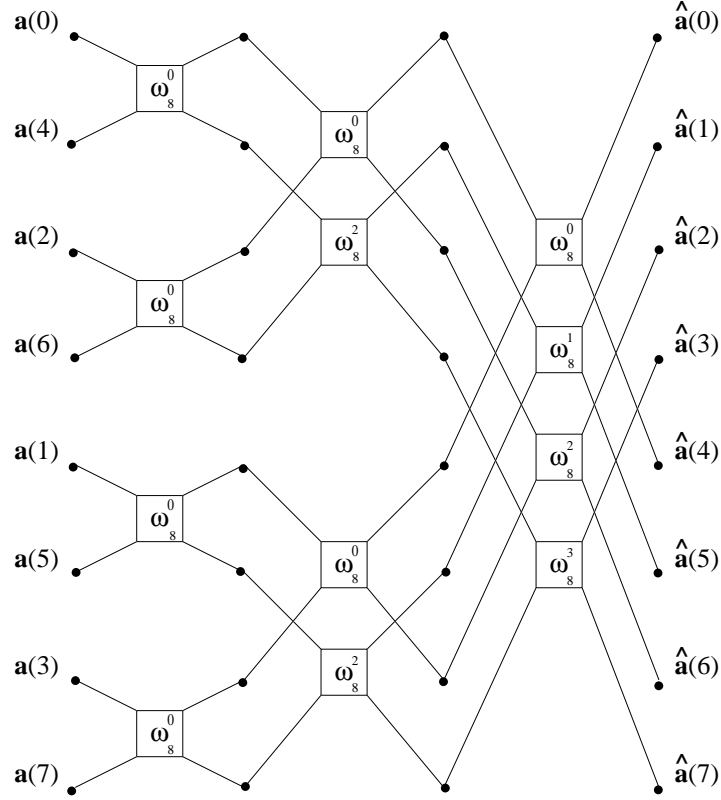 a(0)
a(4)
a(2)
a(6)
a(1)
a(5)
a(3)
a(7)
ω₈⁰
ω₈⁰
ω₈⁰
ω₈⁰
ω₈⁰
ω₈²
ω₈⁰
ω₈²
ω₈⁰
ω₈¹
ω₈²
ω₈³
â(0)
â(1)
â(2)
â(3)
â(4)
â(5)
â(6)
â(7)